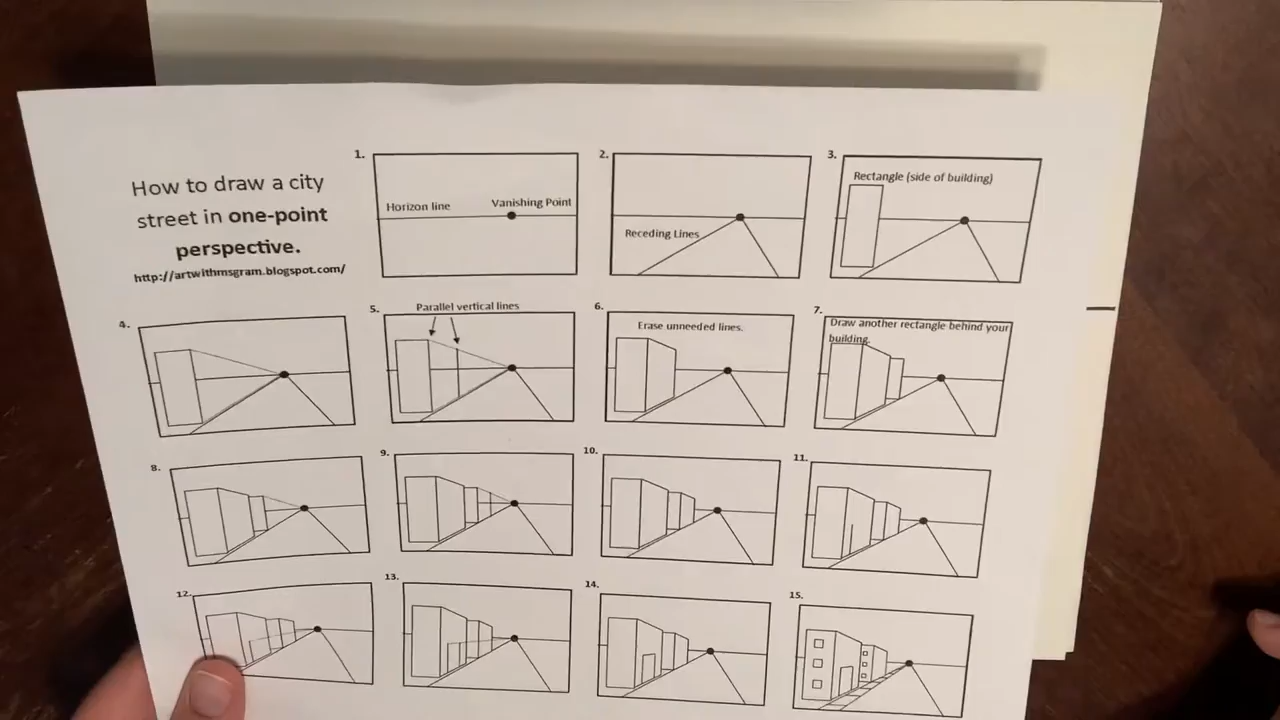 How to draw a city
street in one-point
perspective.
http://artwithmsgram.blogspot.com/
1.
Horizon line
Vanishing Point
2.
Receding Lines
3.
Rectangle (side of building)
4.
5.
Parallel vertical lines
6.
Erase unneeded lines.
7.
Draw another rectangle behind your
building.
8.
9.
10.
11.
12.
13.
14.
15.